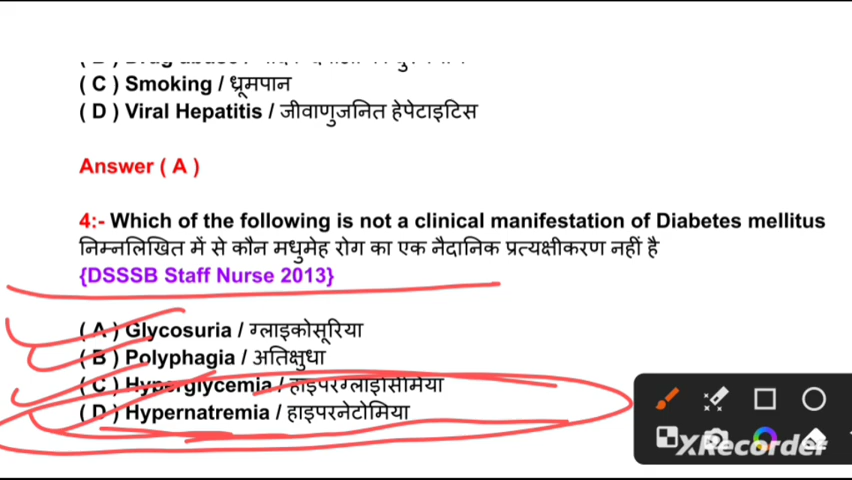 ( C ) Smoking / ध्रूमपान
( D ) Viral Hepatitis / जीवाणुजनित हेपेटाइटिस
Answer ( A )
4:- Which of the following is not a clinical manifestation of Diabetes mellitus
निम्नलिखित में से कौन मधुमेह रोग का एक नैदानिक प्रत्यक्षीकरण नहीं है
{DSSSB Staff Nurse 2013}
( A ) Glycosuria / ग्लाइकोसूरिया
( B ) Polyphagia / अतिक्षुधा
( C ) Hyperglycemia / हाइपरग्लाइसीमिया
( D ) Hypernatremia / हाइपरनेटोमिया
XRecorder